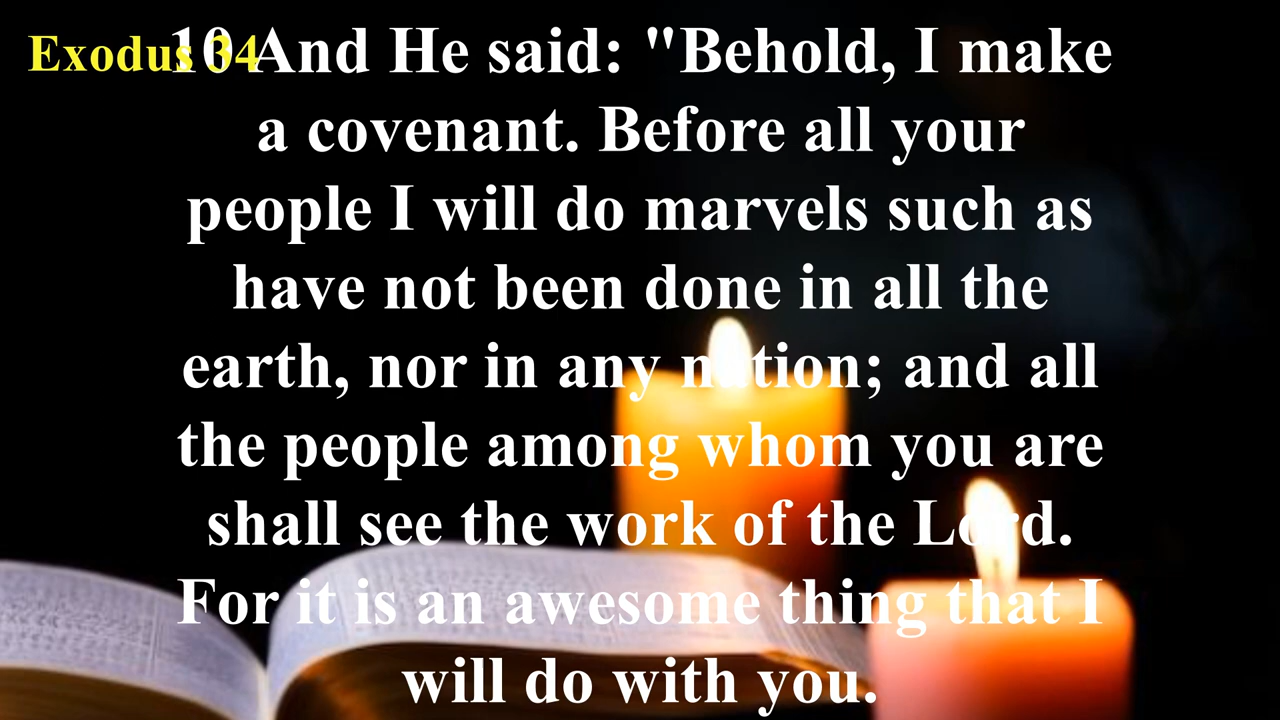 Exodus 34
10 And He said: "Behold, I make
a covenant. Before all your
people I will do marvels such as
have not been done in all the
earth, nor in any nation; and all
the people among whom you are
shall see the work of the Lord.
For it is an awesome thing that I
will do with you.